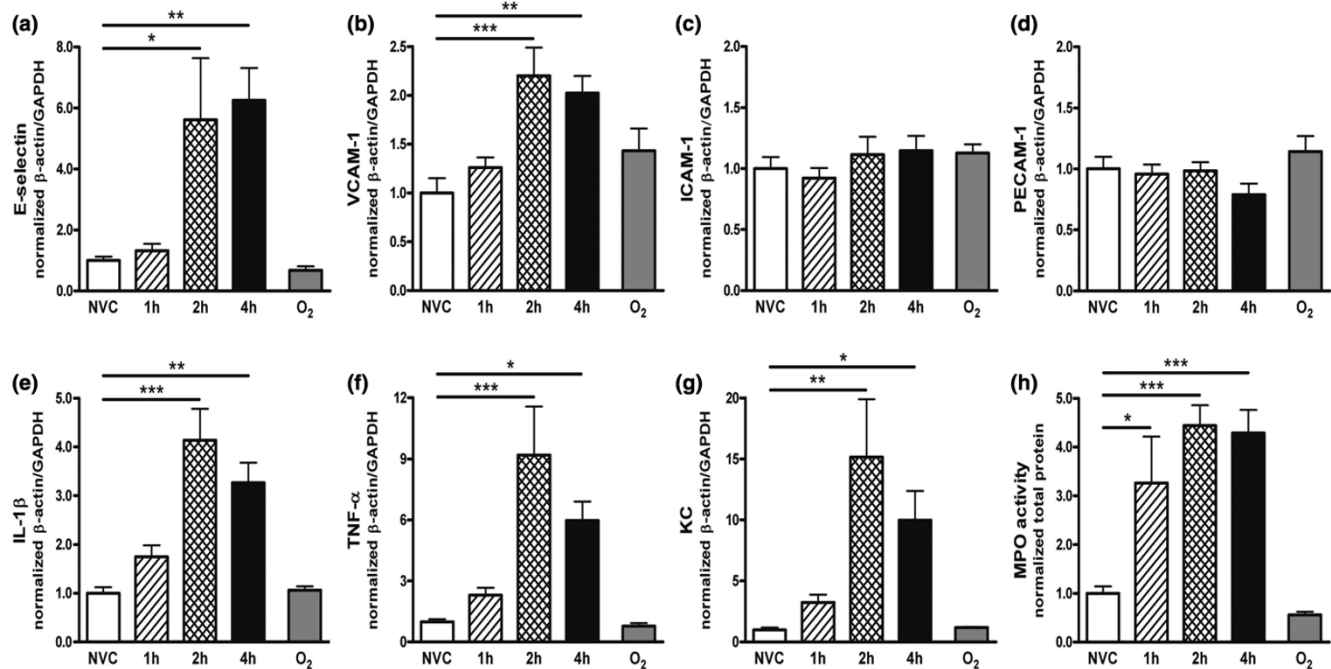 (a)
**
*
8.0
6.0
4.0
2.0
0.0
E-selectin
normalized β-actin/GAPDH
NVC 1h 2h 4h O₂
(b)
**
***
2.5
2.0
1.5
1.0
0.5
0.0
VCAM-1
normalized β-actin/GAPDH
NVC 1h 2h 4h O₂
(c)
2.0
1.5
1.0
0.5
0.0
ICAM-1
normalized β-actin/GAPDH
NVC 1h 2h 4h O₂
(d)
2.0
1.5
1.0
0.5
0.0
PECAM-1
normalized β-actin/GAPDH
NVC 1h 2h 4h O₂
(e)
**
***
5.0
4.0
3.0
2.0
1.0
0.0
IL-1β
normalized β-actin/GAPDH
NVC 1h 2h 4h O₂
(f)
*
***
12
9
6
3
0
TNF-α
normalized β-actin/GAPDH
NVC 1h 2h 4h O₂
(g)
*
**
20
15
10
5
0
KC
normalized β-actin/GAPDH
NVC 1h 2h 4h O₂
(h)
***
***
*
5.0
4.0
3.0
2.0
1.0
0.0
MPO activity
normalized total protein
NVC 1h 2h 4h O₂